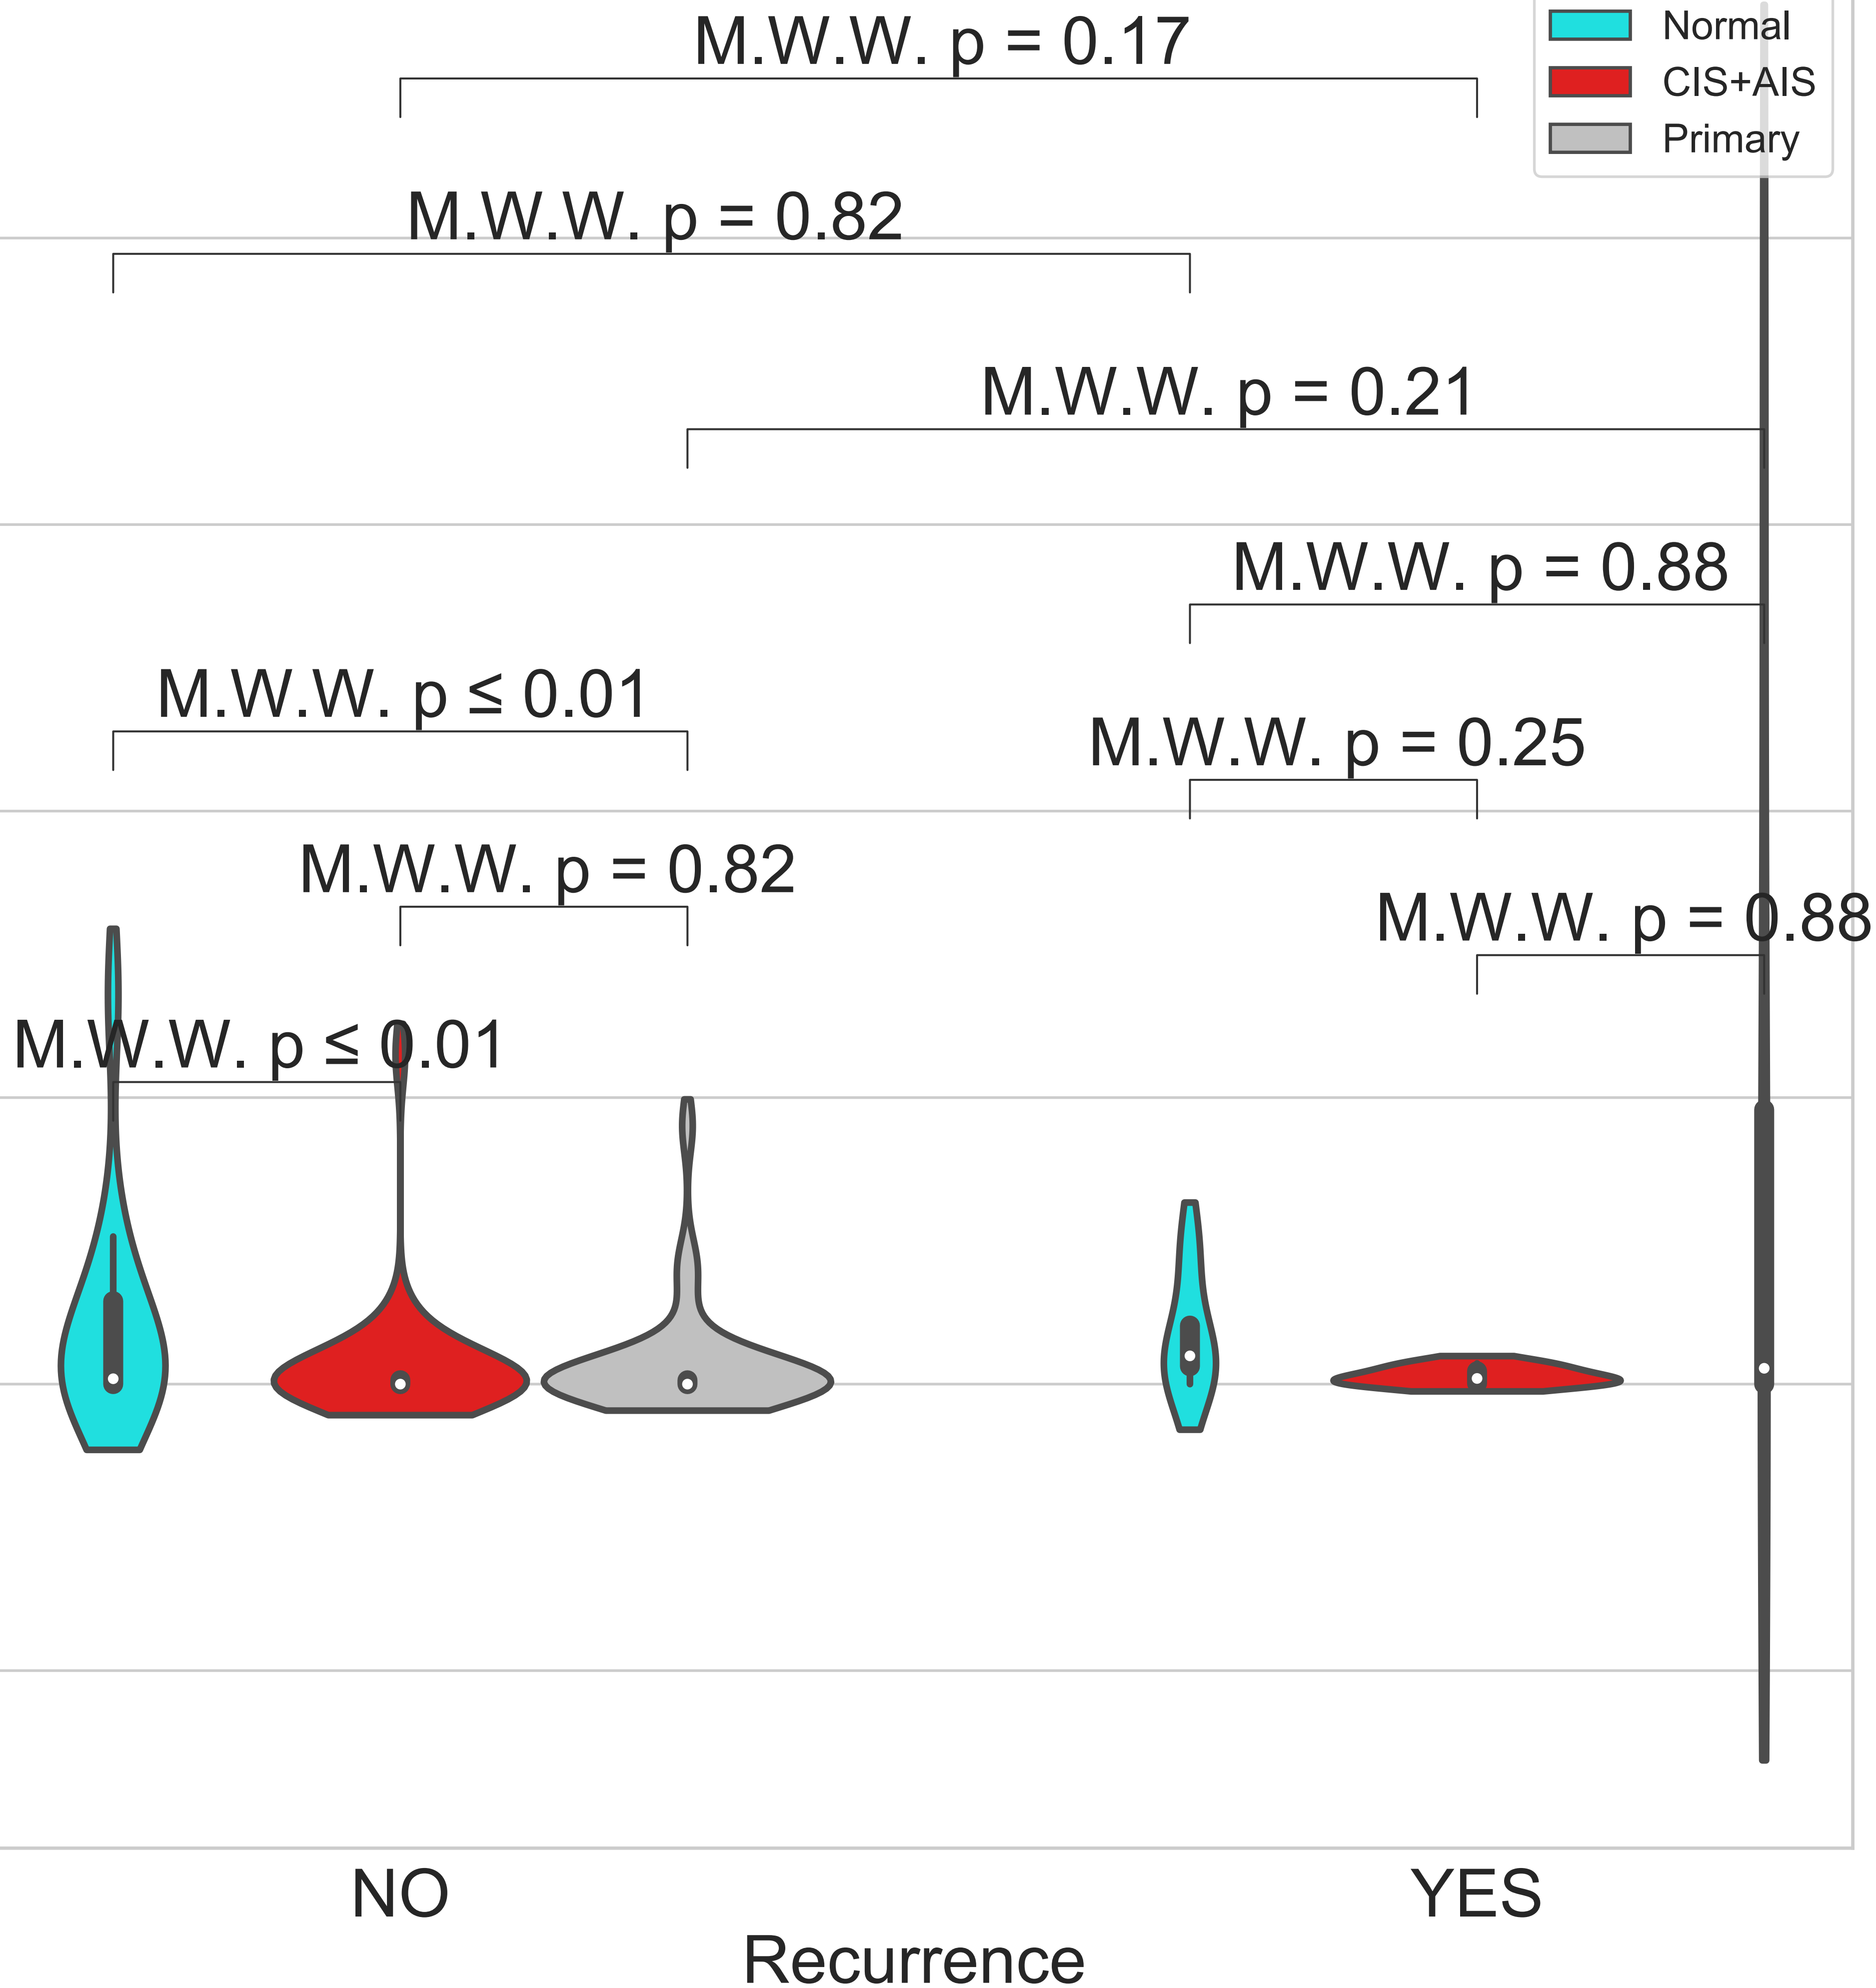 M.W.W. p = 0.17
Normal
CIS+AIS
Primary
M.W.W. p = 0.82
M.W.W. p = 0.21
M.W.W. p = 0.88
M.W.W. p ≤ 0.01
M.W.W. p = 0.25
M.W.W. p = 0.82
M.W.W. p = 0.88
M.W.W. p ≤ 0.01
NO
YES
Recurrence